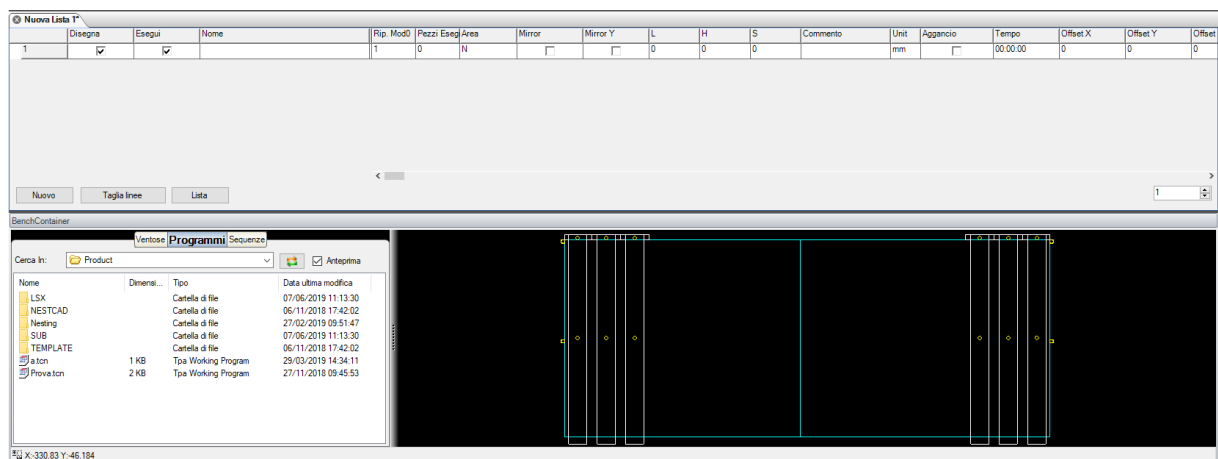 Nuova Lista 1*
Disegna Esegui Nome Rip. Mod0 Pezzi Eseg Area Mirror Mirror Y L H S Commento Unit Aggancio Tempo Offset X Offset Y Offset
1 1 0 N 0 0 0 mm 00:00:00 0 0 0
Nuovo Taglia linee Lista 1
BenchContainer
Ventose Programmi Sequenze
Cerca In: Product Anteprima
Nome Dimensi... Tipo Data ultima modifica
LSX Cartella di file 07/06/2019 11:13:30
NESTCAD Cartella di file 06/11/2018 17:42:02
Nesting Cartella di file 27/02/2019 09:51:47
SUB Cartella di file 07/06/2019 11:13:30
TEMPLATE Cartella di file 06/11/2018 17:42:02
a.tcn 1 KB Tpa Working Program 29/03/2019 14:34:11
Prova.tcn 2 KB Tpa Working Program 27/11/2018 09:45:53
X:-330.83 Y:-46.184